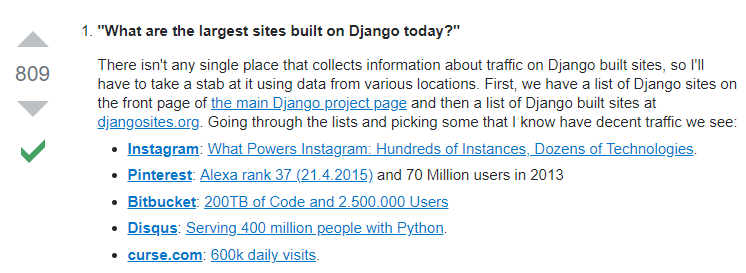 1. "What are the largest sites built on Django today?"
There isn't any single place that collects information about traffic on Django built sites, so I'll
809
have to take a stab at it using data from various locations. First, we have a list of Django sites on
the front page of the main Django project page and then a list of Django built sites at
djangosites.org. Going through the lists and picking some that I know have decent traffic we see:
• Instagram: What Powers Instagram: Hundreds of Instances, Dozens of Technologies.
• Pinterest: Alexa rank 37 (21.4.2015) and 70 Million users in 2013
• Bitbucket: 200TB of Code and 2.500.000 Users
• Disqus: Serving 400 million people with Python.
• curse.com: 600k daily visits.